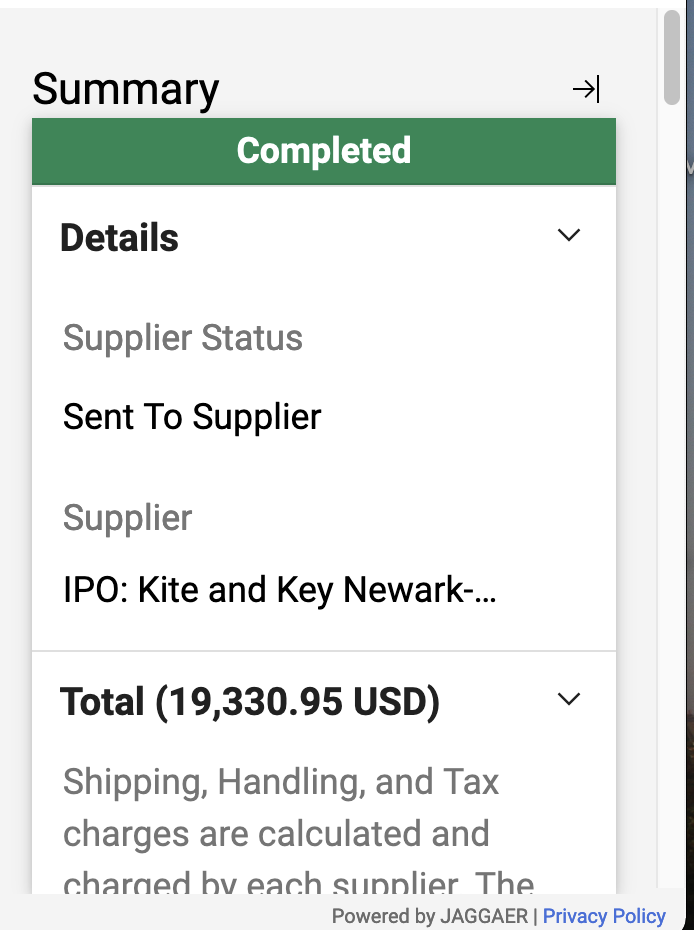 Summary
Completed
Details
Supplier Status
Sent To Supplier
Supplier
IPO: Kite and Key Newark-...
Total (19,330.95 USD)
Shipping, Handling, and Tax
charges are calculated and
charged by each supplier. The
Powered by JAGGAER | Privacy Policy